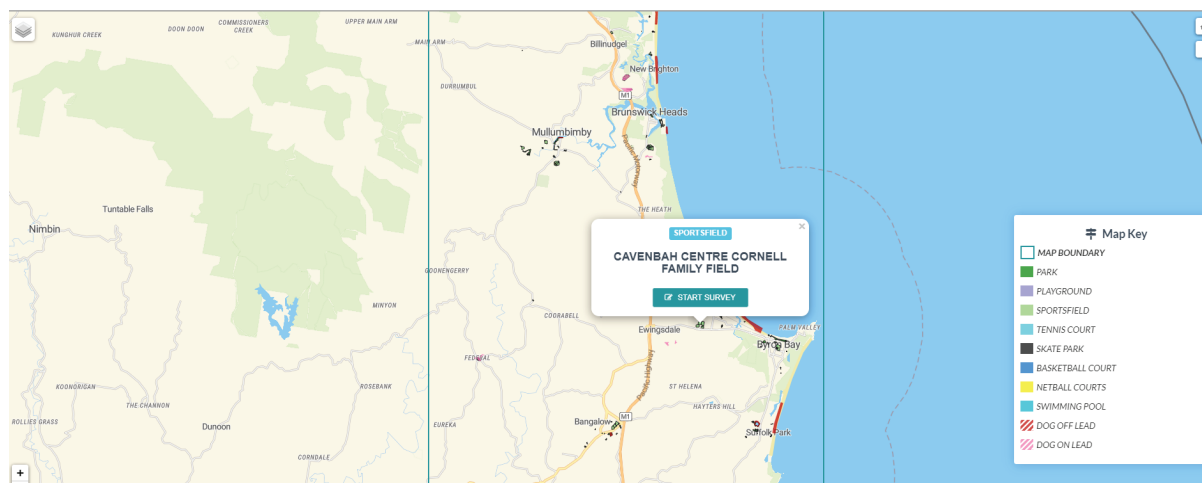 COMMISSIONERS
CREEK
UPPER MAIN ARM
DOON DOON
KUNGHUR CREEK
MAIN ARM
Billinudgel
New Brighton
DURRUMBUL
M1
Brunswick Heads
Mullumbimby
Pacific Motorway
Tuntable Falls
THE HEATH
Nimbin
SPORTSFIELD
×
CAVENBAH CENTRE CORNELL
FAMILY FIELD
START SURVEY
GOONENGERRY
MINYON
COORABELL
Ewingsdale
PALM VALLEY
Byron Bay
FEDERAL
Pacific Highway
KOONORIGAN
ROSEBANK
ST HELENA
THE CHANNON
HAYTERS HILL
ROLLIES GRASS
Dunoon
EUREKA
Bangalow
M1
Suffolk Park
CORNDALE
+
Map Key
MAP BOUNDARY
PARK
PLAYGROUND
SPORTSFIELD
TENNIS COURT
SKATE PARK
BASKETBALL COURT
NETBALL COURTS
SWIMMING POOL
DOG OFF LEAD
DOG ON LEAD